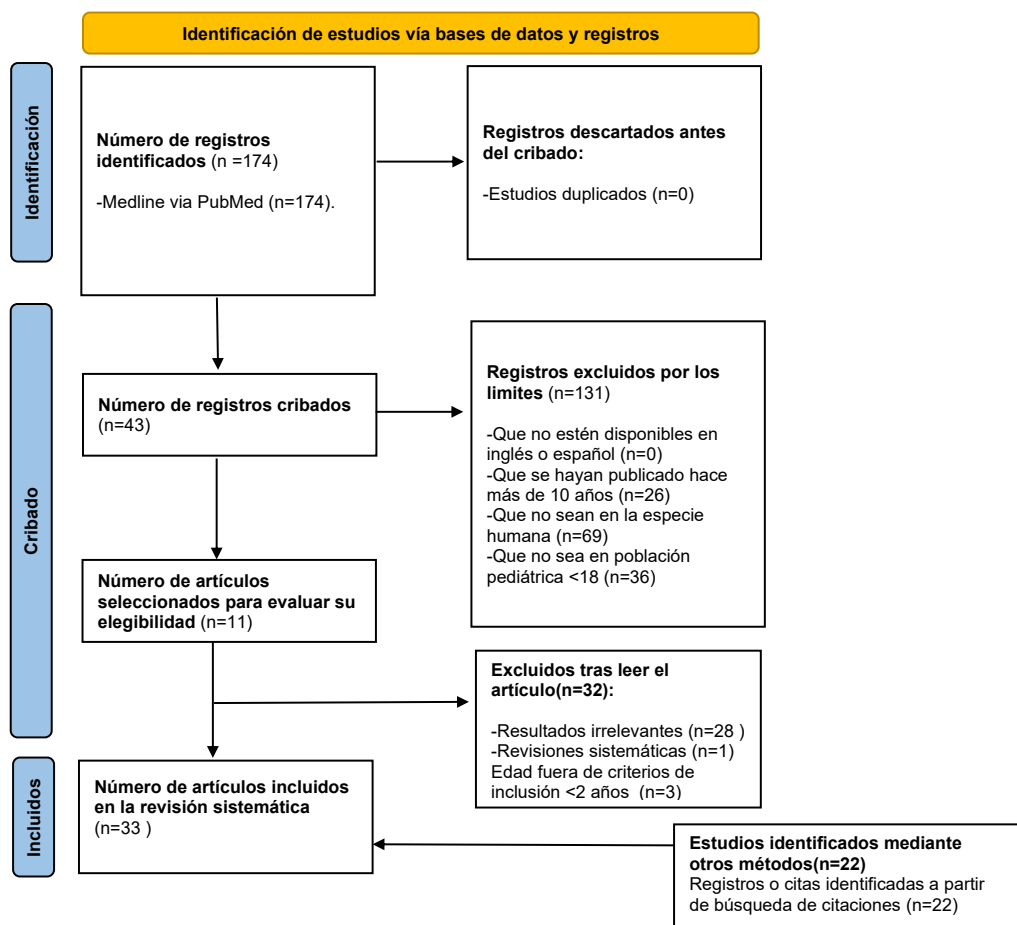 Identificación de estudios vía bases de datos y registros
Identificación
Número de registros
identificados (n =174)
-Medline via PubMed (n=174).
Registros descartados antes
del cribado:
-Estudios duplicados (n=0)
Cribado
Número de registros cribados
(n=43)
Registros excluidos por los
limites (n=131)
-Que no estén disponibles en
inglés o español (n=0)
-Que se hayan publicado hace
más de 10 años (n=26)
-Que no sean en la especie
humana (n=69)
-Que no sea en población
pediátrica <18 (n=36)
Número de artículos
seleccionados para evaluar su
elegibilidad (n=11)
Excluidos tras leer el
artículo(n=32):
-Resultados irrelevantes (n=28 )
-Revisiones sistemáticas (n=1)
Edad fuera de criterios de
inclusión <2 años  (n=3)
Incluidos
Número de artículos incluidos
en la revisión sistemática
(n=33 )
Estudios identificados mediante
otros métodos(n=22)
Registros o citas identificadas a partir
de búsqueda de citaciones (n=22)